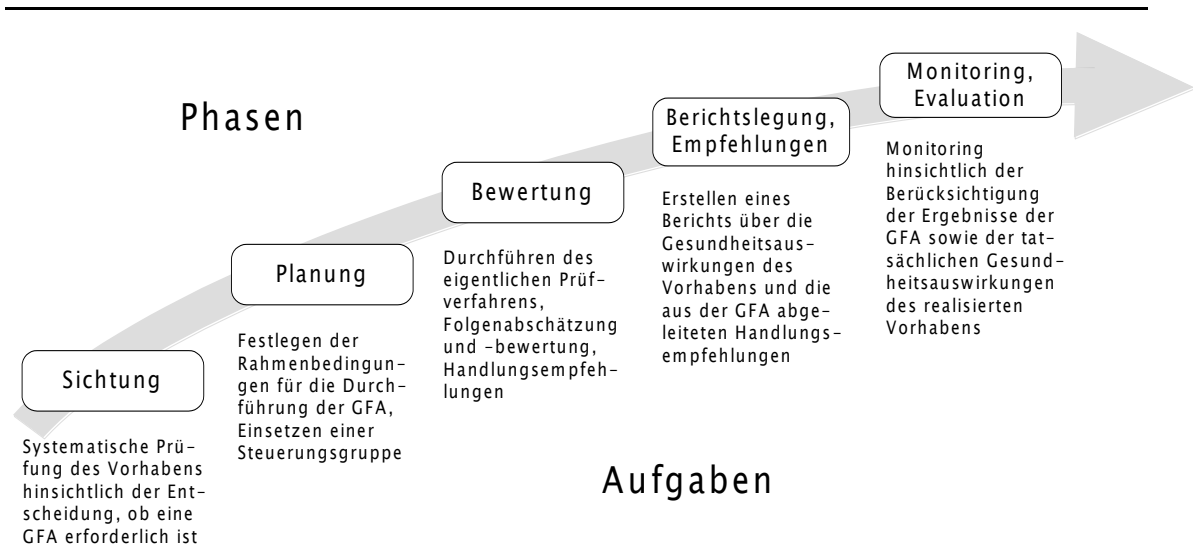 Phasen
Sichtung
Systematische Prü–
fung des Vorhabens
hinsichtlich der Ent–
scheidung, ob eine
GFA erforderlich ist
Planung
Festlegen der
Rahmenbedingun–
gen für die Durch–
führung der GFA,
Einsetzen einer
Steuerungsgruppe
Bewertung
Durchführen des
eigentlichen Prüf–
verfahrens,
Folgenabschätzung
und –bewertung,
Handlungsempfeh–
lungen
Berichtslegung,
Empfehlungen
Erstellen eines
Berichts über die
Gesundheitsaus–
wirkungen des
Vorhabens und die
aus der GFA abge–
leiteten Handlungs–
empfehlungen
Monitoring,
Evaluation
Monitoring
hinsichtlich der
Berücksichtigung
der Ergebnisse der
GFA sowie der tat–
sächlichen Gesund–
heitsauswirkungen
des realisierten
Vorhabens
Aufgaben